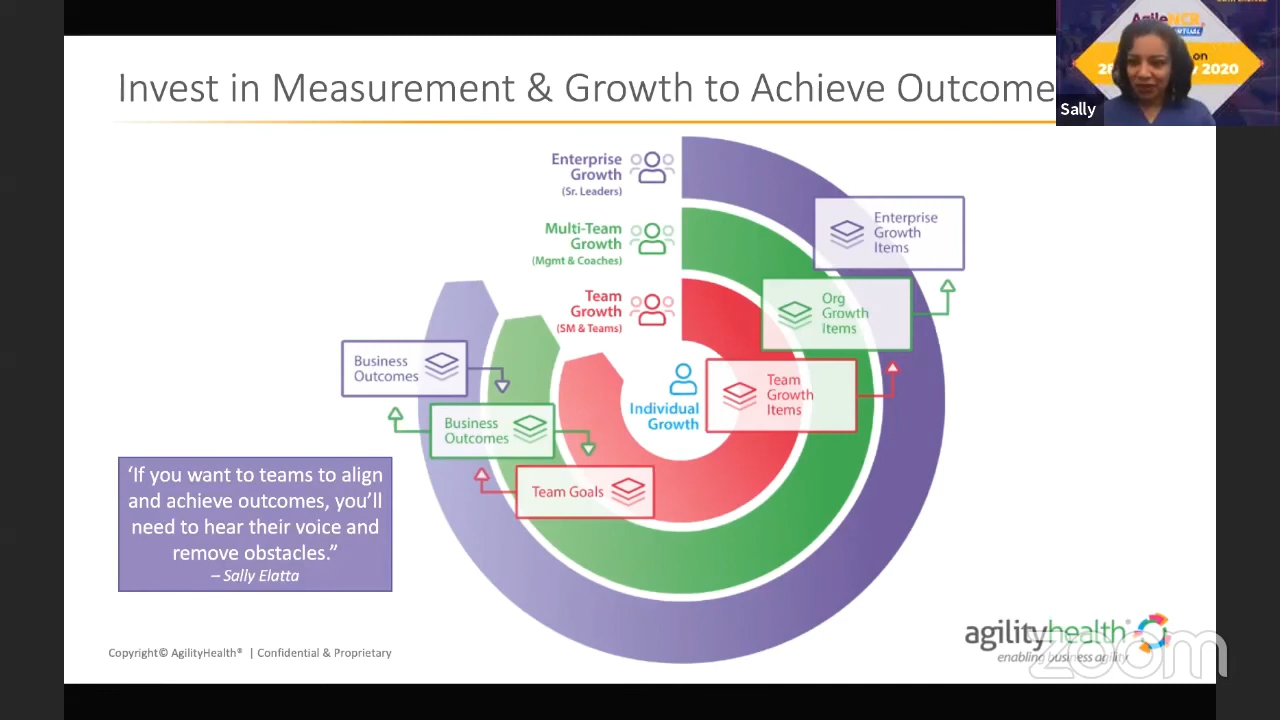 Invest in Measurement & Growth to Achieve Outcome
AgileNCR
on
2020
Sally
Enterprise
Growth
(Sr. Leaders)
Multi-Team
Growth
(Mgmt & Coaches)
Team
Growth
(SM & Teams)
Individual
Growth
Enterprise
Growth
Items
Org
Growth
Items
Team
Growth
Items
Business
Outcomes
Business
Outcomes
Team Goals
‘If you want to teams to align
and achieve outcomes, you’ll
need to hear their voice and
remove obstacles.”
– Sally Elatta
Copyright© AgilityHealth® | Confidential & Proprietary
agilityhealth®
enabling business agility
zoom